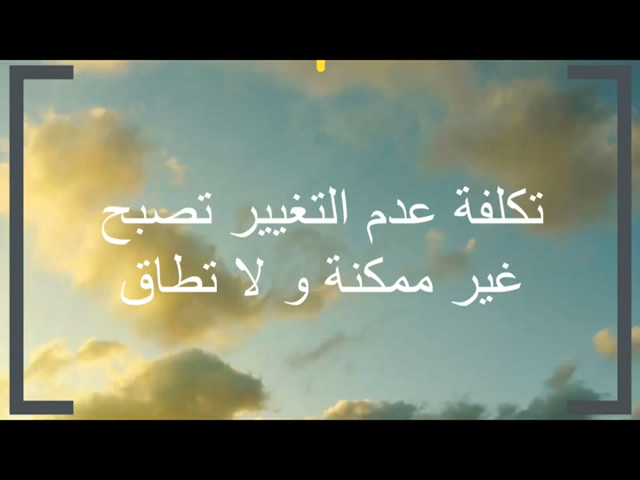 تكلفة عدم التغيير تصبح
غير ممكنة و لا تطاق